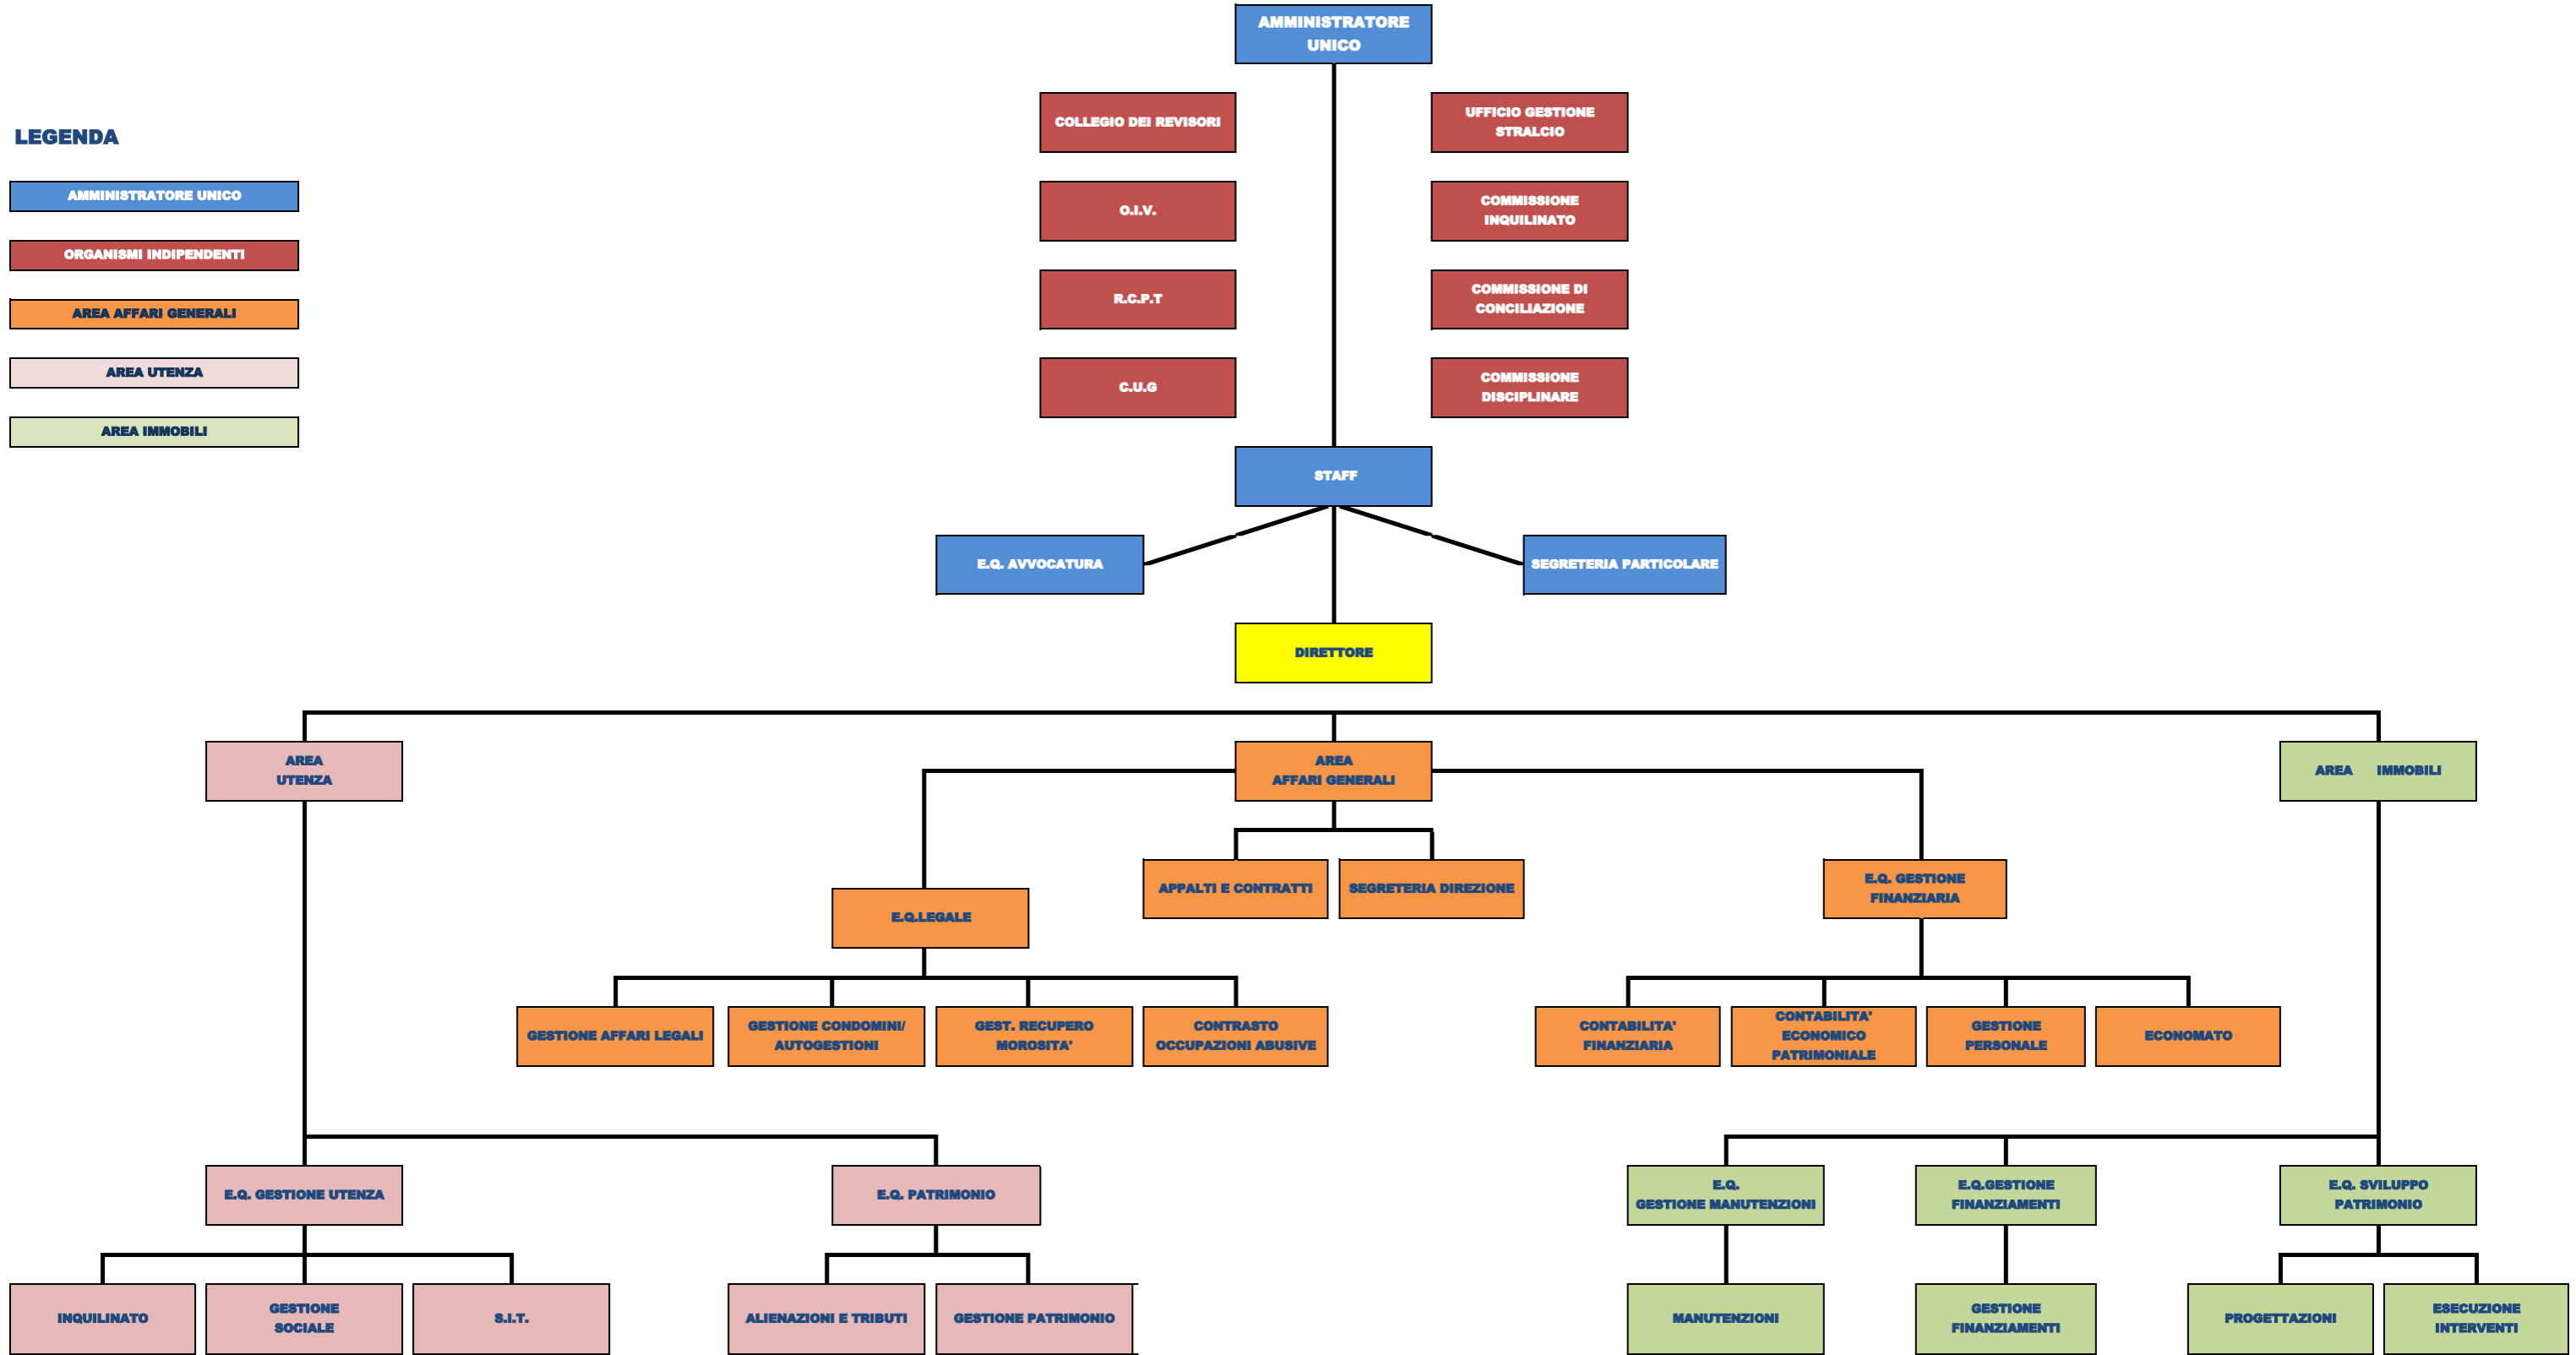 AMMINISTRATORE
UNICO
COLLEGIO DEI REVISORI
UFFICIO GESTIONE
STRALCIO
LEGENDA
AMMINISTRATORE UNICO
O.I.V.
COMMISSIONE
INQUILINATO
ORGANISMI INDIPENDENTI
R.C.P.T
COMMISSIONE DI
CONCILIAZIONE
AREA AFFARI GENERALI
AREA UTENZA
C.U.G
COMMISSIONE
DISCIPLINARE
AREA IMMOBILI
STAFF
E.Q. AVVOCATURA
SEGRETERIA PARTICOLARE
DIRETTORE
AREA
UTENZA
AREA
AFFARI GENERALI
AREA IMMOBILI
APPALTI E CONTRATTI
SEGRETERIA DIREZIONE
E.Q. GESTIONE
FINANZIARIA
E.Q.LEGALE
GESTIONE AFFARI LEGALI
GESTIONE CONDOMINI/
AUTOGESTIONI
GEST. RECUPERO
MOROSITA'
CONTRASTO
OCCUPAZIONI ABUSIVE
CONTABILITA'
FINANZIARIA
CONTABILITA'
ECONOMICO
PATRIMONIALE
GESTIONE
PERSONALE
ECONOMATO
E.Q. GESTIONE UTENZA
E.Q. PATRIMONIO
E.Q.
GESTIONE MANUTENZIONI
E.Q.GESTIONE
FINANZIAMENTI
E.Q. SVILUPPO
PATRIMONIO
INQUILINATO
GESTIONE
SOCIALE
S.I.T.
ALIENAZIONI E TRIBUTI
GESTIONE PATRIMONIO
MANUTENZIONI
GESTIONE
FINANZIAMENTI
PROGETTAZIONI
ESECUZIONE
INTERVENTI